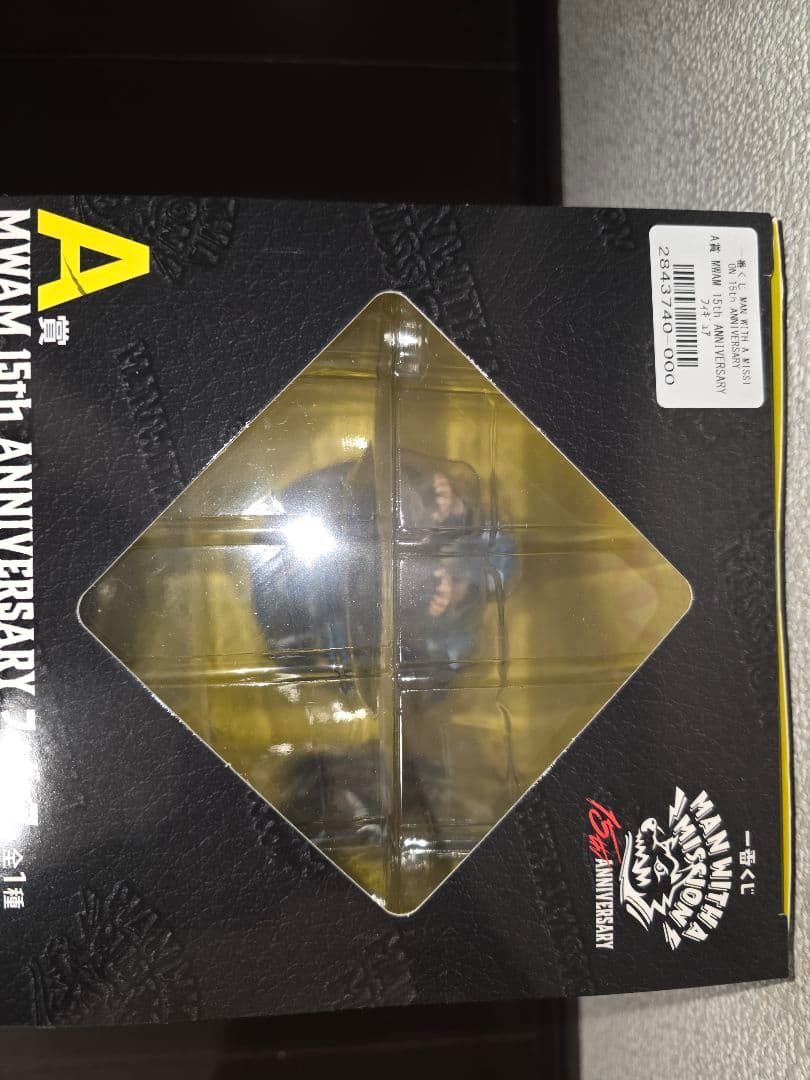 一番くじ MAN WITH A MISSI
ON 15th ANNIVERSARY
A賞 MWAM 15th ANNIVERSARY
フィギュア
2843740-000
一番くじ
MAN WITH A
MISSION
MWAM
15th ANNIVERSARY
A賞
MWAM 15th ANNIVERSARY
全1種